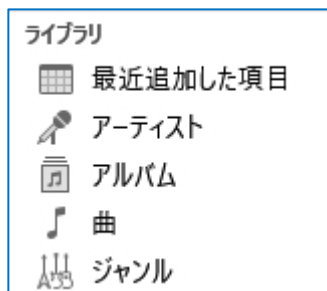 ライブラリ
最近追加した項目
アーティスト
アルバム
曲
ジャンル